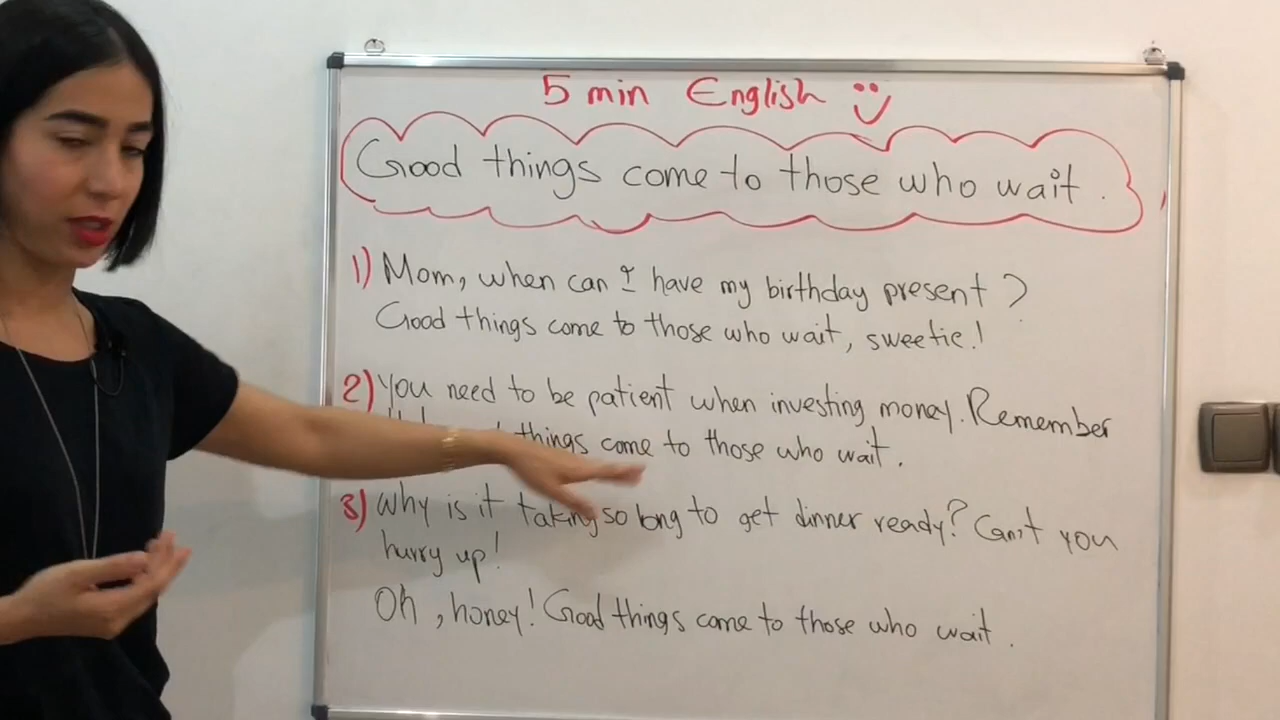 5 min English
Good things come to those who wait.
1) Mom, when can I have my birthday present?
Good things come to those who wait, sweetie!
2) You need to be patient when investing money. Remember
things come to those who wait.
3) Why is it taking so long to get dinner ready? Can't you
hurry up!
Oh, honey! Good things come to those who wait.